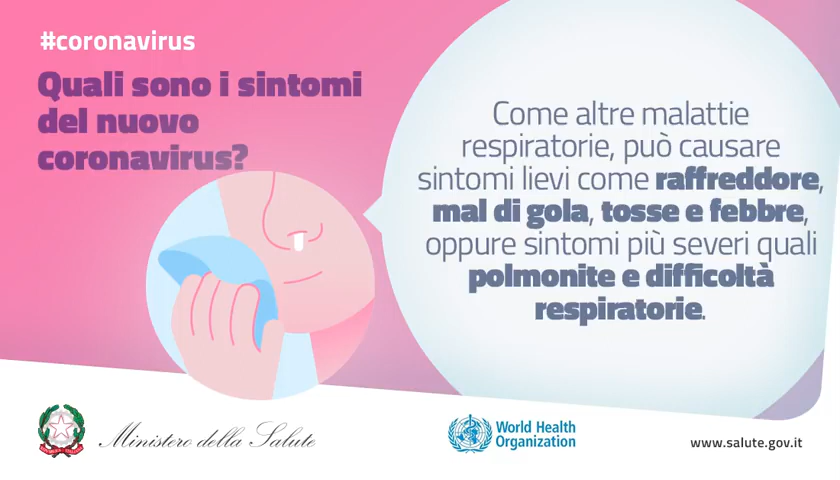 #coronavirus
Quali sono i sintomi
del nuovo
coronavirus?
Come altre malattie
respiratorie, può causare
sintomi lievi come raffreddore,
mal di gola, tosse e febbre,
oppure sintomi più severi quali
polmonite e difficoltà
respiratorie.
Ministero della Salute
World Health
Organization
www.salute.gov.it